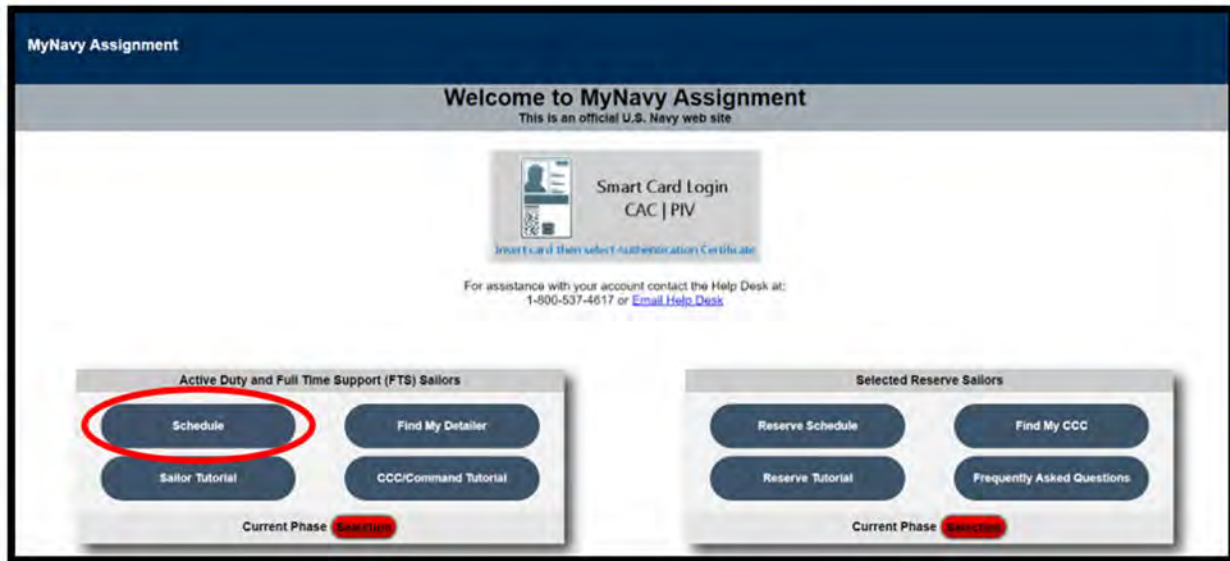 MyNavy Assignment
Welcome to MyNavy Assignment
This is an official U.S. Navy web site
Smart Card Login
CAC | PIV
Insert card then select Authentication Certificate
For assistance with your account contact the Help Desk at:
1-800-537-4617 or Email Help Desk
Active Duty and Full Time Support (FTS) Sailors
Schedule
Find My Detailer
Sailor Tutorial
CCC/Command Tutorial
Current Phase Selection
Selected Reserve Sailors
Reserve Schedule
Find My CCC
Reserve Tutorial
Frequently Asked Questions
Current Phase Selection